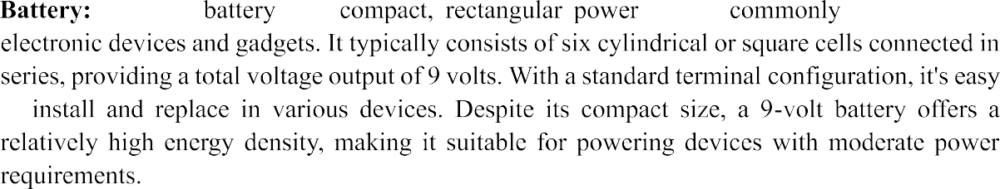 Battery: battery compact, rectangular power commonly
electronic devices and gadgets. It typically consists of six cylindrical or square cells connected in
series, providing a total voltage output of 9 volts. With a standard terminal configuration, it's easy
install and replace in various devices. Despite its compact size, a 9-volt battery offers a
relatively high energy density, making it suitable for powering devices with moderate power
requirements.